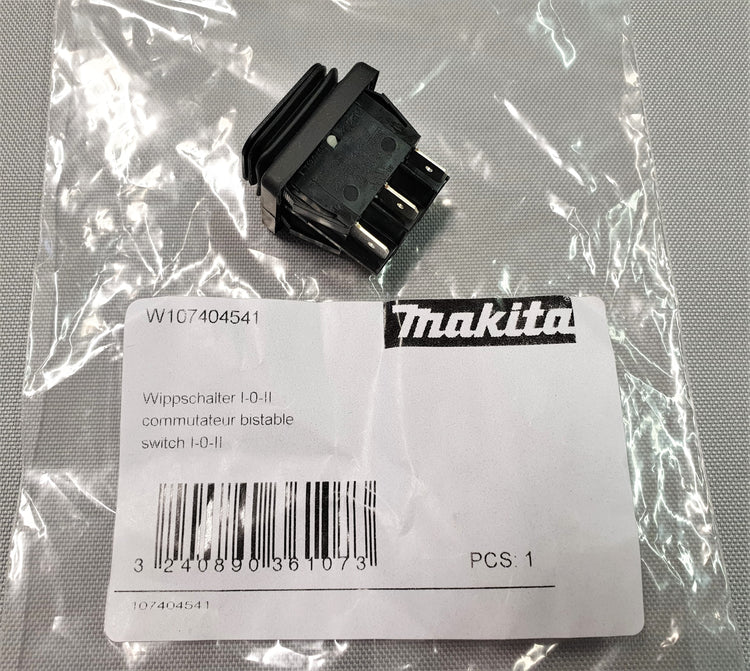 W107404541
makita
Wippschalter I-0-II
commutateur bistable
switch I-0-II
3 240890 361073
PCS: 1
107404541